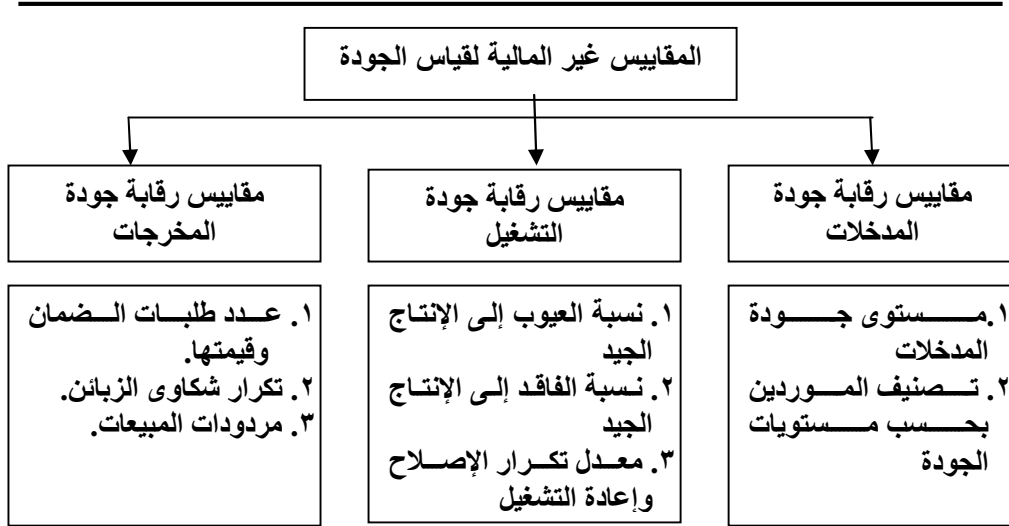 المقاييس غير المالية لقياس الجودة
مقاييس رقابة جودة
المدخلات
مقاييس رقابة جودة
التشغيل
مقاييس رقابة جودة
المخرجات
١.مستوى جودة
المدخلات
٢. تصنيف الموردين
بحسب مستويات
الجودة
١. نسبة العيوب إلى الإنتاج
الجيد
٢. نسبة الفاقد إلى الإنتاج
الجيد
٣. معدل تكرار الإصلاح
وإعادة التشغيل
١. عدد طلبات الضمان
وقيمتها.
٢. تكرار شكاوى الزبائن.
٣. مردودات المبيعات.